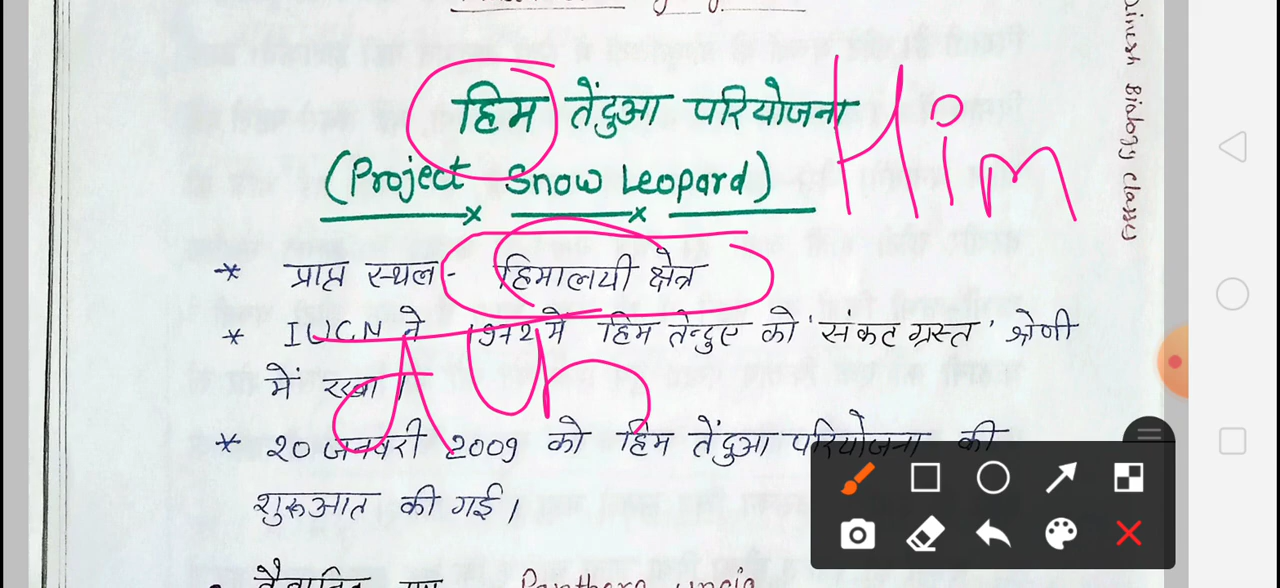 हिम तेंदुआ परियोजना
(Project Snow Leopard)
Him
* प्राप्त स्थल - हिमालयी क्षेत्र
* IUCN ने 1972 में हिम तेन्दुए को 'संकट ग्रस्त' श्रेणी
में रखा।
* 20 जनवरी 2009 को हिम तेंदुआ परियोजना की
शुरूआत की गई।
Panthera uncia
Dinesh Biology Classes